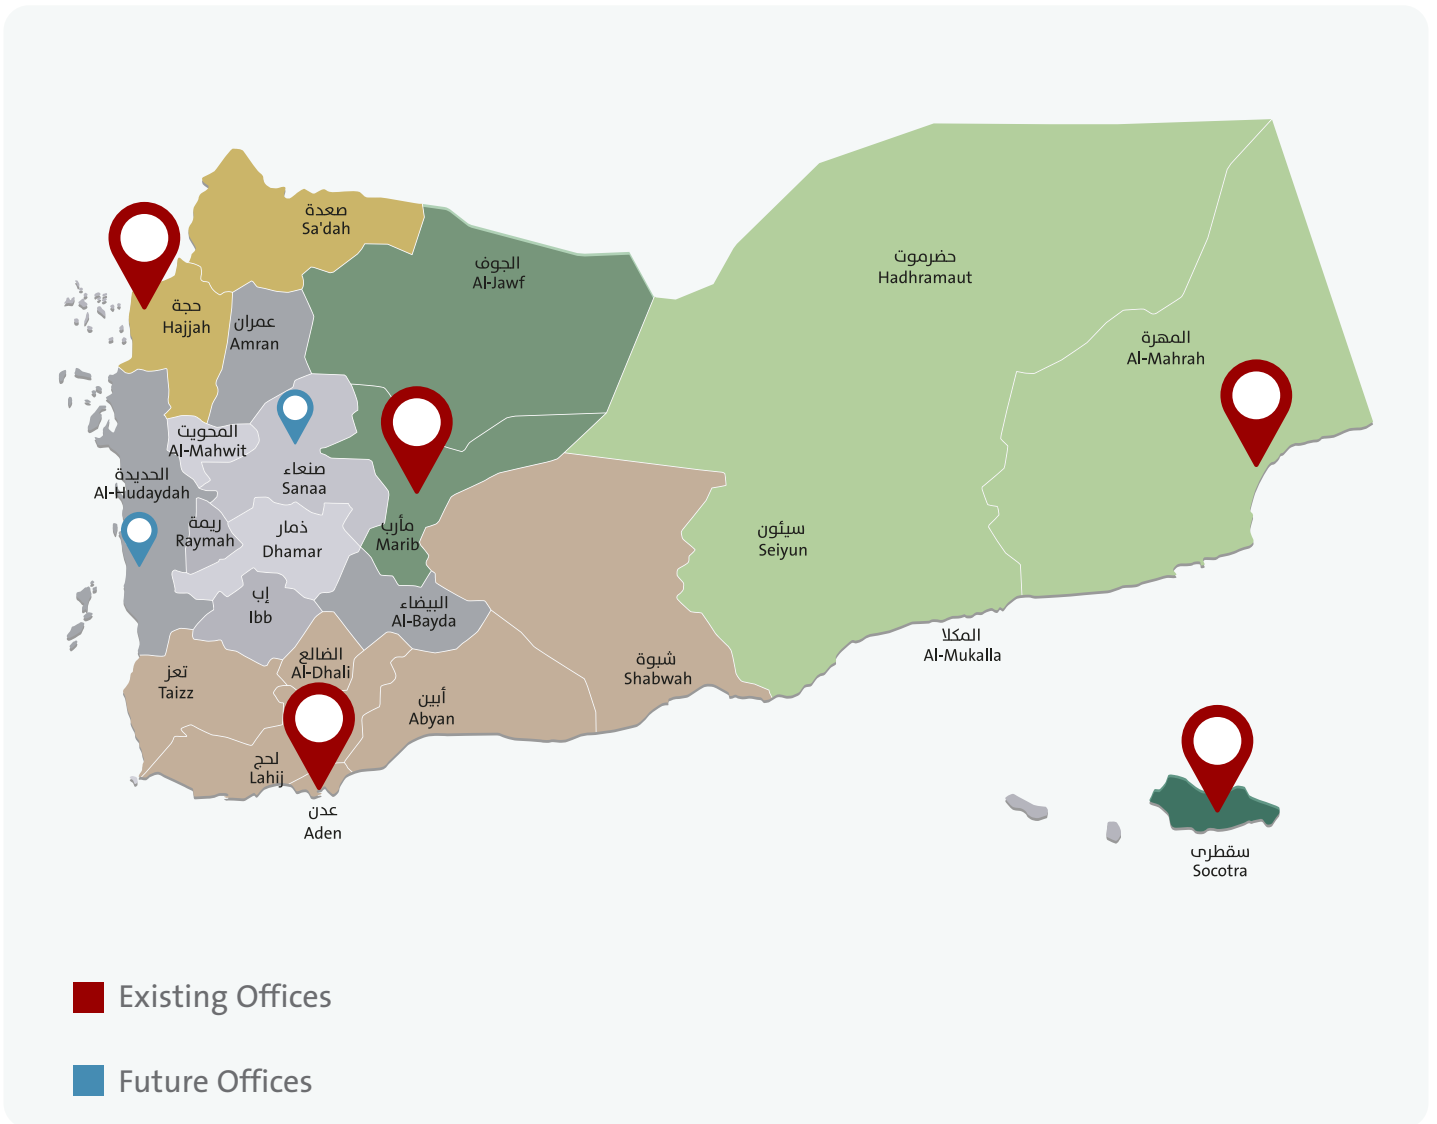 صعدة
Sa'dah
الجوف
Al-Jawf
حضرموت
Hadhramaut
حجة
Hajjah
عمران
Amran
المهرة
Al-Mahrah
المحويت
Al-Mahwit
صنعاء
Sanaa
الحديدة
Al-Hudaydah
ريمة
Raymah
ذمار
Dhamar
مأرب
Marib
سيئون
Seiyun
إب
Ibb
البيضاء
Al-Bayda
المكلا
Al-Mukalla
الضالع
Al-Dhali
شبوة
Shabwah
تعز
Taizz
أبين
Abyan
لحج
Lahij
عدن
Aden
سقطرى
Socotra
Existing Offices
Future Offices